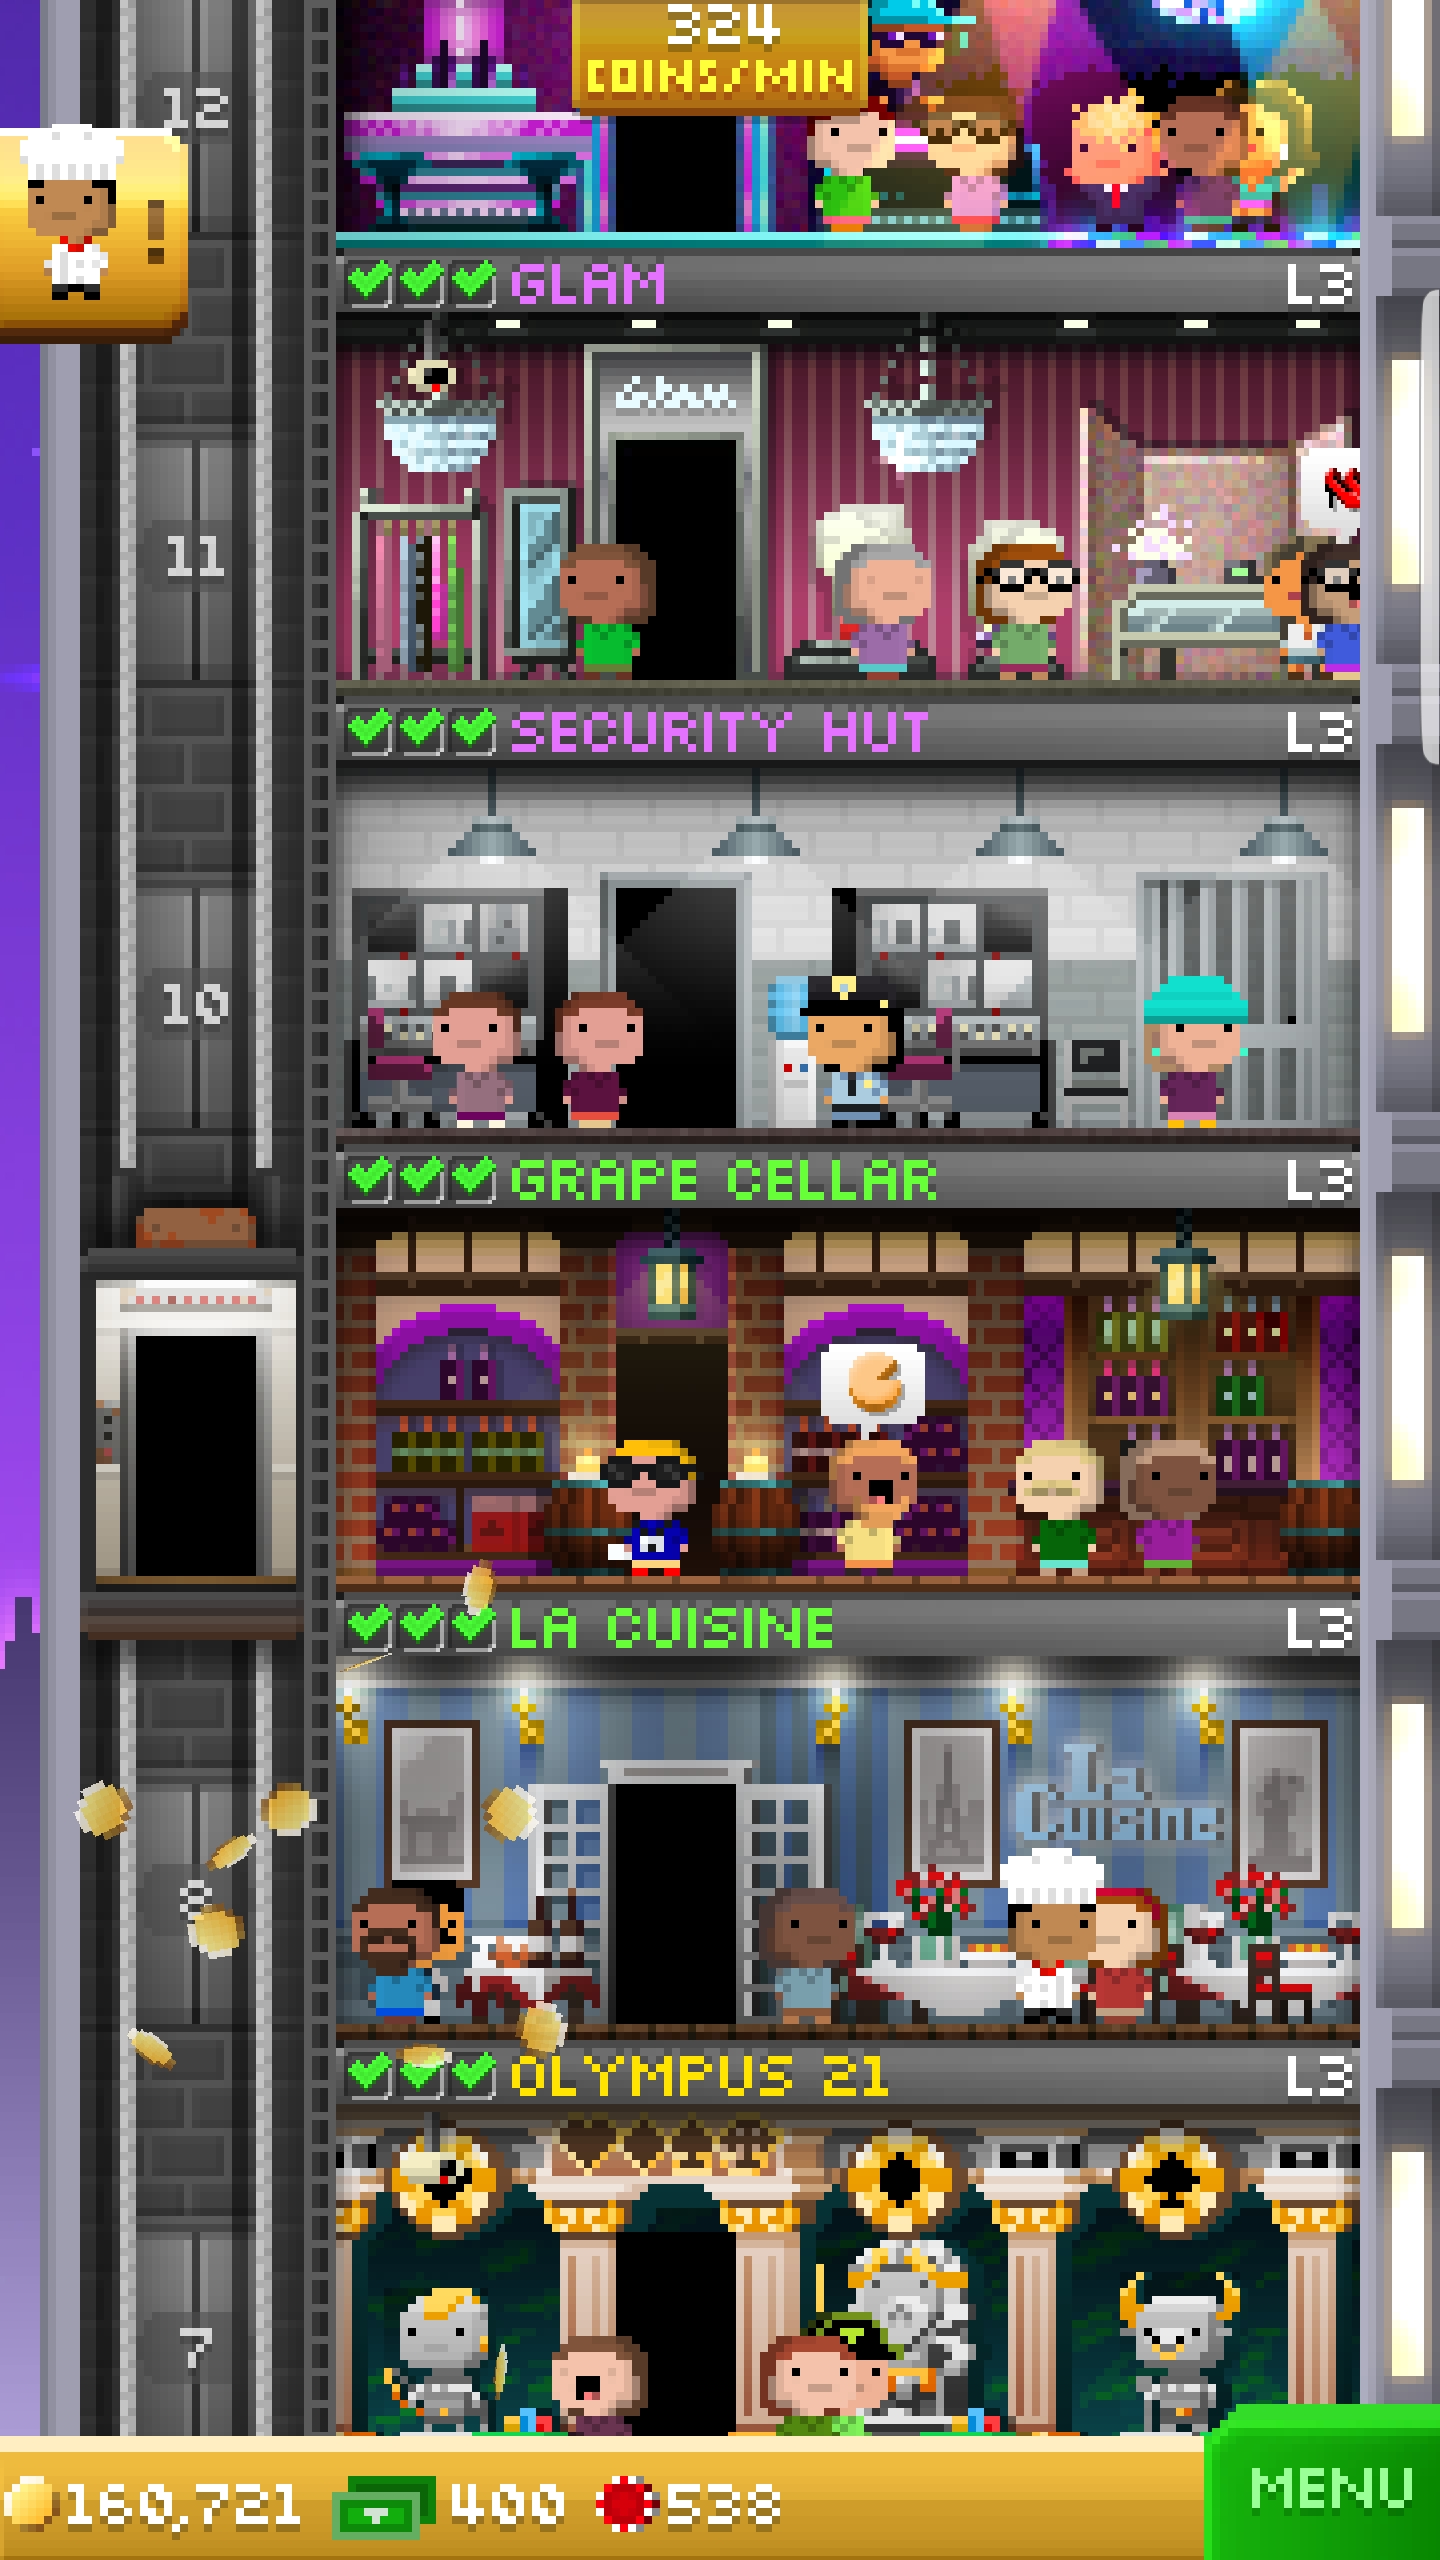 324
COINS/MIN
12
!
GLAM L3
Glam
11
SECURITY HUT L3
10
GRAPE CELLAR L3
LA CUISINE L3
La
Cuisine
8
OLYMPUS 21 L3
7
160,721 400 538
MENU